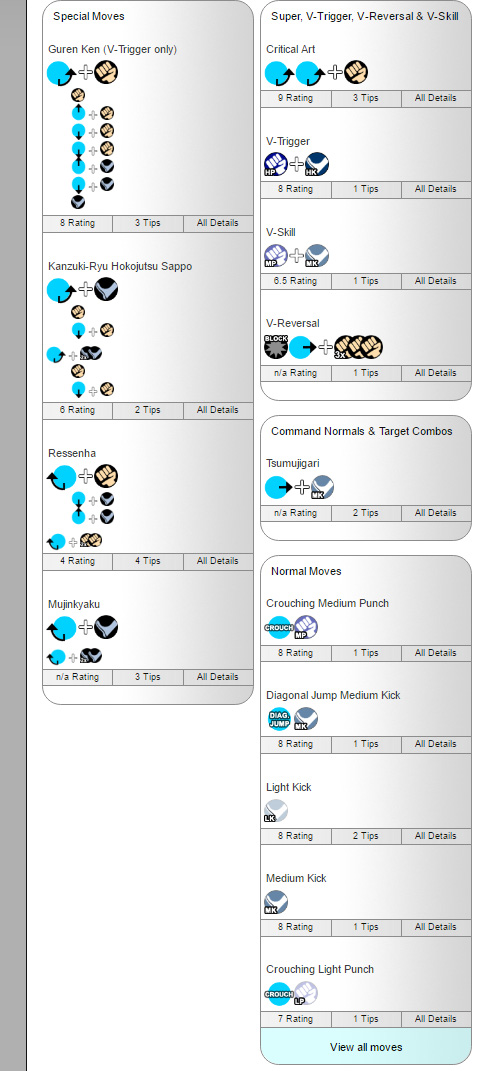 Special Moves
Guren Ken (V-Trigger only)
8 Rating 3 Tips All Details
Kanzuki-Ryu Hokojutsu Sappo
2x
6 Rating 2 Tips All Details
Ressenha
2x
4 Rating 4 Tips All Details
Mujinkyaku
2x
n/a Rating 3 Tips All Details
Super, V-Trigger, V-Reversal & V-Skill
Critical Art
9 Rating 3 Tips All Details
V-Trigger
HP HK
8 Rating 1 Tips All Details
V-Skill
MP MK
6.5 Rating 1 Tips All Details
V-Reversal
BLOCK 3x
n/a Rating 1 Tips All Details
Command Normals & Target Combos
Tsumujigari
MK
n/a Rating 2 Tips All Details
Normal Moves
Crouching Medium Punch
CROUCH MP
8 Rating 1 Tips All Details
Diagonal Jump Medium Kick
DIAG. JUMP MK
8 Rating 1 Tips All Details
Light Kick
LK
8 Rating 2 Tips All Details
Medium Kick
MK
8 Rating 1 Tips All Details
Crouching Light Punch
CROUCH LP
7 Rating 1 Tips All Details
View all moves